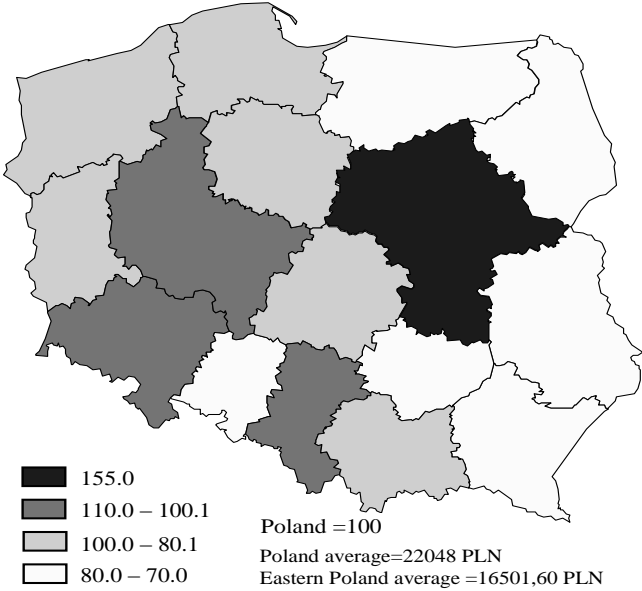 155.0
110.0 – 100.1
100.0 – 80.1
80.0 – 70.0
Poland =100
Poland average=22048 PLN
Eastern Poland average =16501,60 PLN